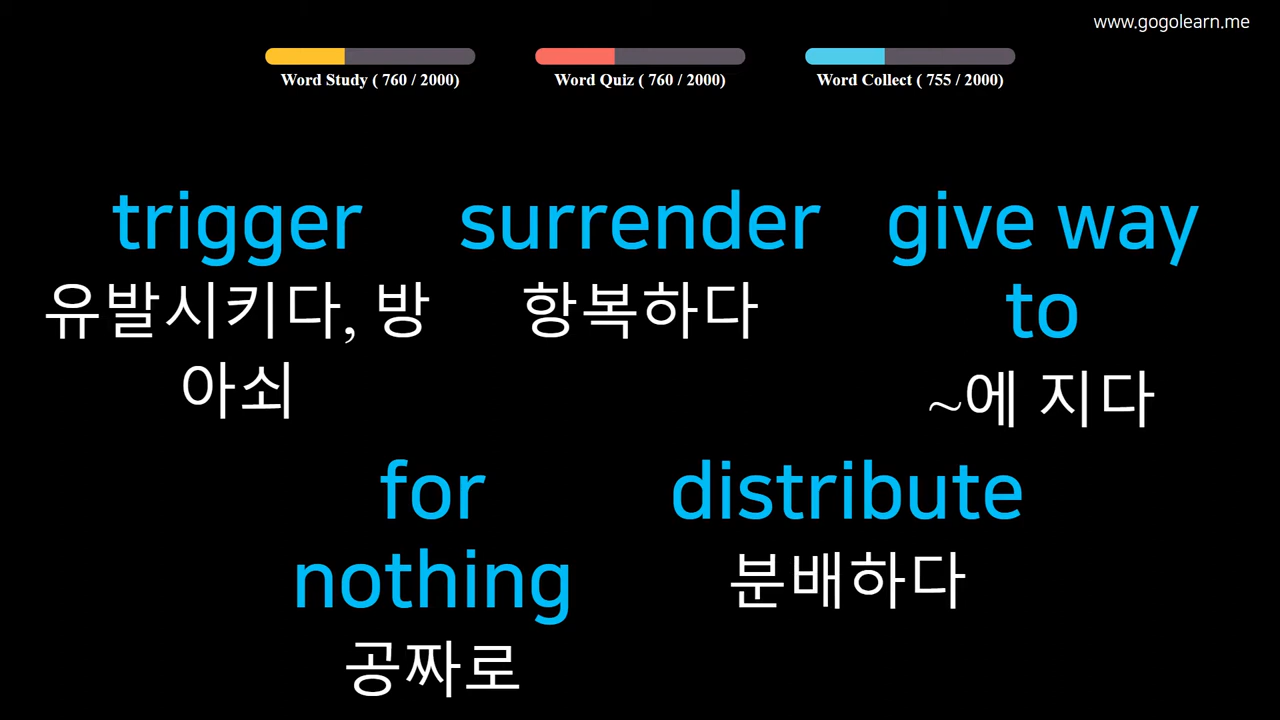 www.gogolearn.me
Word Study ( 760 / 2000)
Word Quiz ( 760 / 2000)
Word Collect ( 755 / 2000)
trigger
유발시키다, 방
아쇠
surrender
항복하다
give way
to
~에 지다
for
nothing
공짜로
distribute
분배하다